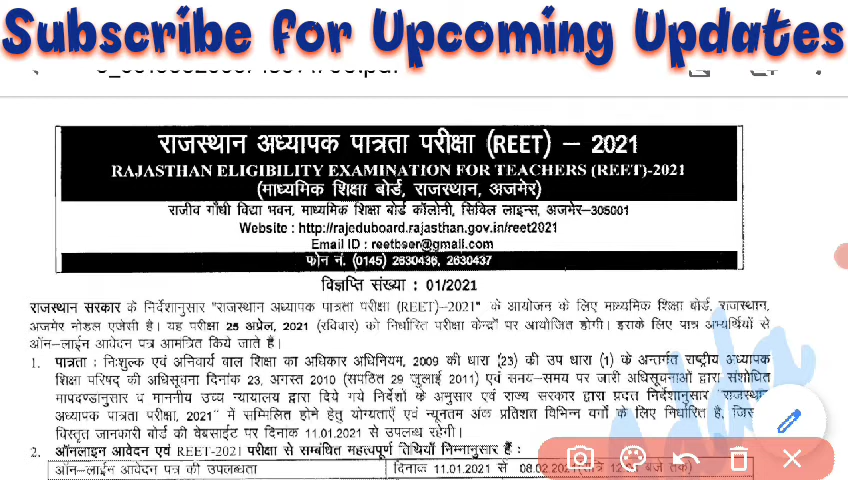 Subscribe for Upcoming Updates
राजस्थान अध्यापक पात्रता परीक्षा (REET) – 2021
RAJASTHAN ELIGIBILITY EXAMINATION FOR TEACHERS (REET)-2021
(माध्यमिक शिक्षा बोर्ड, राजस्थान, अजमेर)
राजीव गाँधी विद्या भवन, माध्यमिक शिक्षा बोर्ड कॉलोनी, सिविल लाइन्स, अजमेर–305001
Website : http://rajeduboard.rajasthan.gov.in/reet2021
Email ID : reetbser@gmail.com
फोन नं. (0145) 2630436, 2630437
विज्ञप्ति संख्या : 01/2021
राजस्थान सरकार के निर्देशानुसार "राजस्थान अध्यापक पात्रता परीक्षा (REET)–2021" के आयोजन के लिए माध्यमिक शिक्षा बोर्ड, राजस्थान,
अजमेर नोडल एजेंसी है। यह परीक्षा 25 अप्रेल, 2021 (रविवार) को निर्धारित परीक्षा केन्द्रों पर आयोजित होगी। इसके लिए पात्र अभ्यर्थियों से
ऑन–लाईन आवेदन पत्र आमंत्रित किये जाते हैं।
1. पात्रता : निःशुल्क एवं अनिवार्य बाल शिक्षा का अधिकार अधिनियम, 2009 की धारा (23) की उप धारा (1) के अन्तर्गत राष्ट्रीय अध्यापक
शिक्षा परिषद् की अधिसूचना दिनांक 23, अगस्त 2010 (सपठित 29 जुलाई 2011) एवं समय–समय पर जारी अधिसूचनाओं द्वारा संशोधित
मापदण्डानुसार व माननीय उच्च न्यायालय द्वारा दिये गये निर्देशों के अनुसार एवं राज्य सरकार द्वारा प्रदत्त निर्देशानुसार "राजस्थान
अध्यापक पात्रता परीक्षा, 2021" में सम्मिलित होने हेतु योग्यताएँ एवं न्यूनतम अंक प्रतिशत विभिन्न वर्गों के लिए निर्धारित है, जिस
विस्तृत जानकारी बोर्ड की वेबसाईट पर दिनांक 11.01.2021 से उपलब्ध रहेगी।
2. ऑनलाइन आवेदन एवं REET-2021 परीक्षा से सम्बंधित महत्वपूर्ण तिथियाँ निम्नानुसार हैं :
ऑन–लाईन आवेदन पत्र की उपलब्धता दिनांक 11.01.2021 से 08.02.2021 बजे तक)